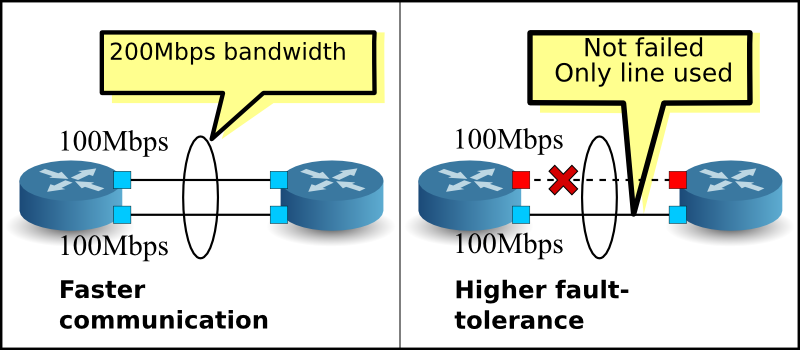 200Mbps bandwidth
100Mbps
100Mbps
Faster
communication
Not failed
Only line used
100Mbps
100Mbps
Higher fault-
tolerance